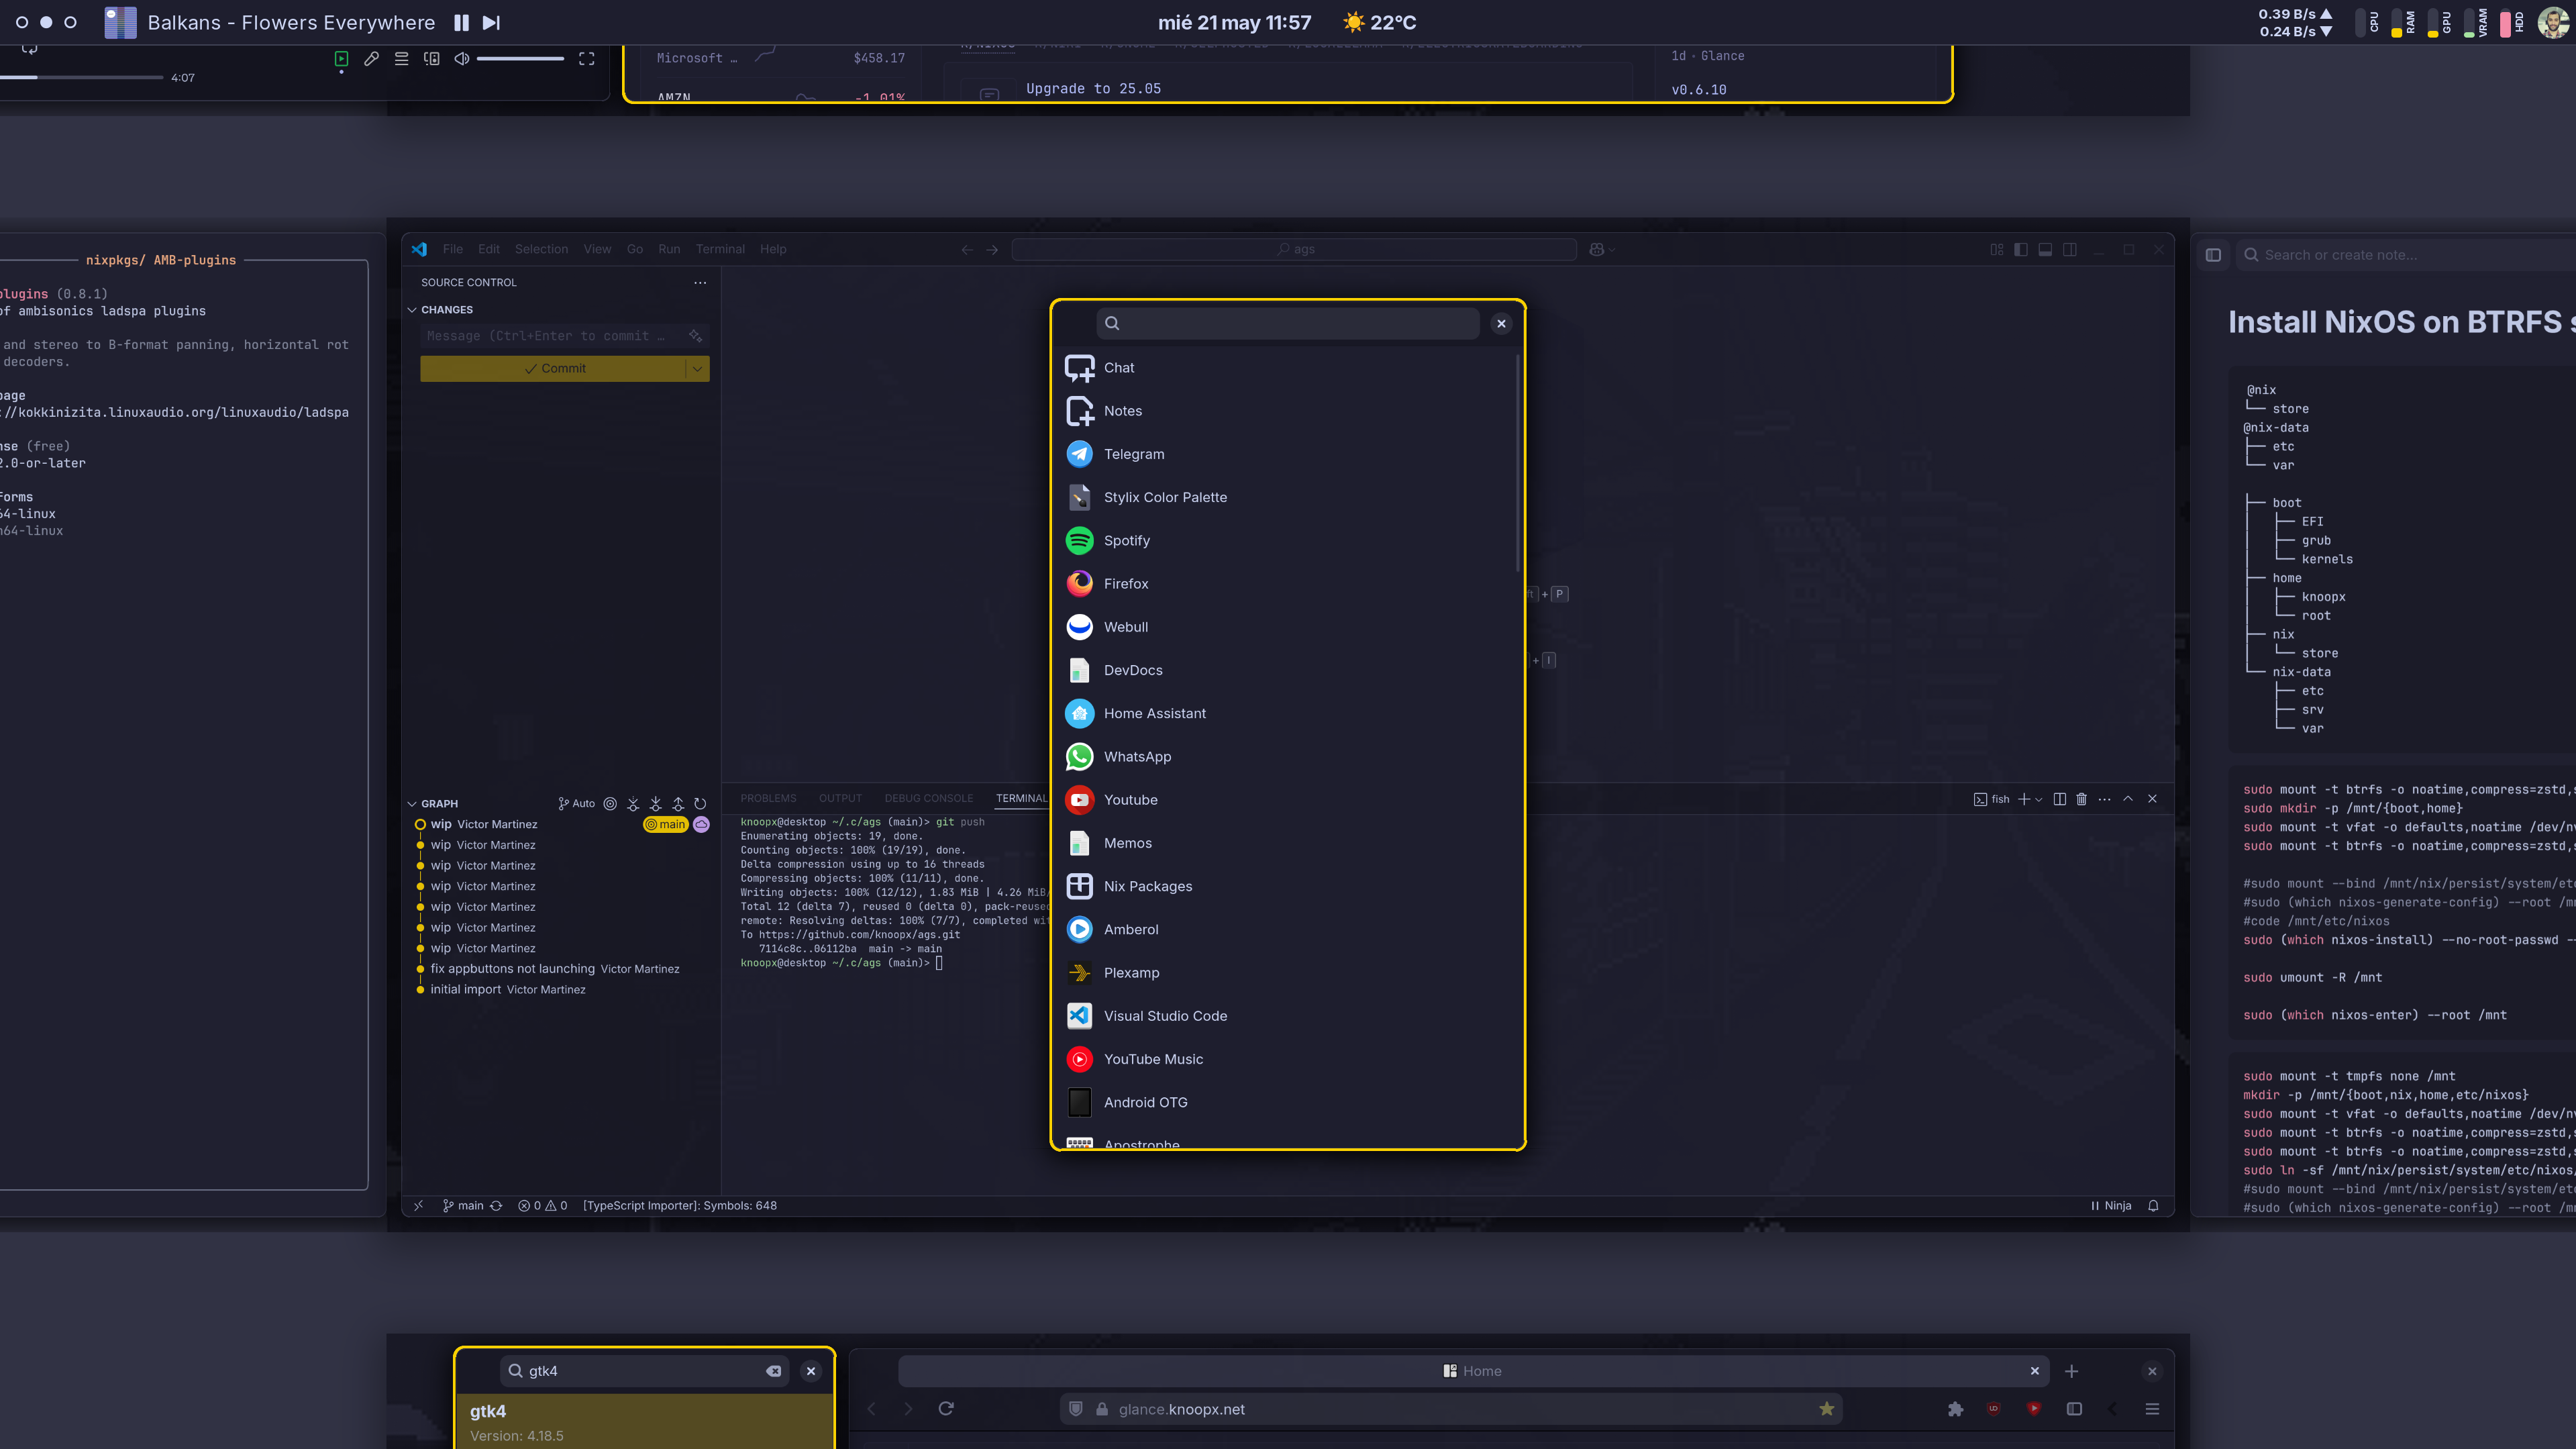 Balkans - Flowers Everywhere
mié 21 may 11:57
22°C
0.39 B/s
0.24 B/s
CPU
RAM
GPU
VRAM
HDD
4:07
Microsoft …
$458.17
AMZN
-1.01%
Upgrade to 25.05
1d · Glance
v0.6.10
nixpkgs/ AMB-plugins
(0.8.1)
of ambisonics ladspa plugins
and stereo to B-format panning, horizontal rot
decoders.
://kokkinizita.linuxaudio.org/linuxaudio/ladspa
(free)
2.0-or-later
64-linux
File Edit Selection View Go Run Terminal Help
ags
SOURCE CONTROL
CHANGES
Message (Ctrl+Enter to commit …
Commit
GRAPH
Auto
wip Victor Martinez
main
wip Victor Martinez
wip Victor Martinez
wip Victor Martinez
wip Victor Martinez
wip Victor Martinez
wip Victor Martinez
fix appbuttons not launching Victor Martinez
initial import Victor Martinez
PROBLEMS OUTPUT DEBUG CONSOLE TERMINAL
fish
knoopx@desktop ~/.c/ags (main)> git push
Enumerating objects: 19, done.
Counting objects: 100% (19/19), done.
Delta compression using up to 16 threads
Compressing objects: 100% (11/11), done.
Writing objects: 100% (12/12), 1.83 MiB | 4.26 MiB/
Total 12 (delta 7), reused 0 (delta 0), pack-reused
remote: Resolving deltas: 100% (7/7), completed wit
To https://github.com/knoopx/ags.git
7114c8c..06112ba main -> main
knoopx@desktop ~/.c/ags (main)>
+ P
+ I
main
0
0
[TypeScript Importer]: Symbols: 648
Ninja
Chat
Notes
Telegram
Stylix Color Palette
Spotify
Firefox
Webull
DevDocs
Home Assistant
WhatsApp
Youtube
Memos
Nix Packages
Amberol
Plexamp
Visual Studio Code
YouTube Music
Android OTG
Apostrophe
Search or create note...
Install NixOS on BTRFS
@nix
└── store
@nix-data
├── etc
└── var
├── boot
│   ├── EFI
│   ├── grub
│   └── kernels
├── home
│   ├── knoopx
│   └── root
├── nix
│   └── store
└── nix-data
    ├── etc
    ├── srv
    └── var
sudo mount -t btrfs -o noatime,compress=zstd,
sudo mkdir -p /mnt/{boot,home}
sudo mount -t vfat -o defaults,noatime /dev/nv
sudo mount -t btrfs -o noatime,compress=zstd,
#sudo mount --bind /mnt/nix/persist/system/etc
#sudo (which nixos-generate-config) --root /mn
#code /mnt/etc/nixos
sudo (which nixos-install) --no-root-passwd --
sudo umount -R /mnt
sudo (which nixos-enter) --root /mnt
sudo mount -t tmpfs none /mnt
mkdir -p /mnt/{boot,nix,home,etc/nixos}
sudo mount -t vfat -o defaults,noatime /dev/nv
sudo mount -t btrfs -o noatime,compress=zstd,
sudo mount -t btrfs -o noatime,compress=zstd,
sudo ln -sf /mnt/nix/persist/system/etc/nixos/
#sudo mount --bind /mnt/nix/persist/system/etc
#sudo (which nixos-generate-config) --root /mn
gtk4
gtk4
Version: 4.18.5
Home
glance.knoopx.net